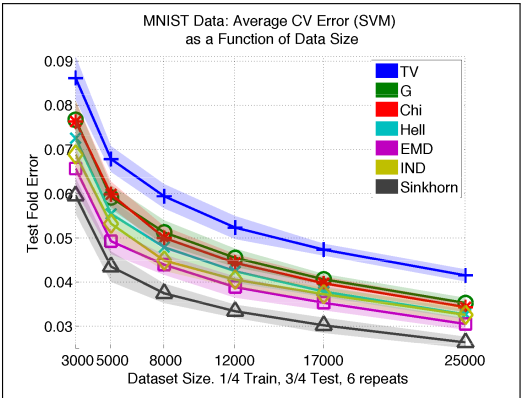 MNIST Data: Average CV Error (SVM)
as a Function of Data Size
0.09
0.08
0.07
0.06
0.05
0.04
0.03
Test Fold Error
TV
G
Chi
Hell
EMD
IND
Sinkhorn
3000 5000 8000 12000 17000 25000
Dataset Size. 1/4 Train, 3/4 Test, 6 repeats